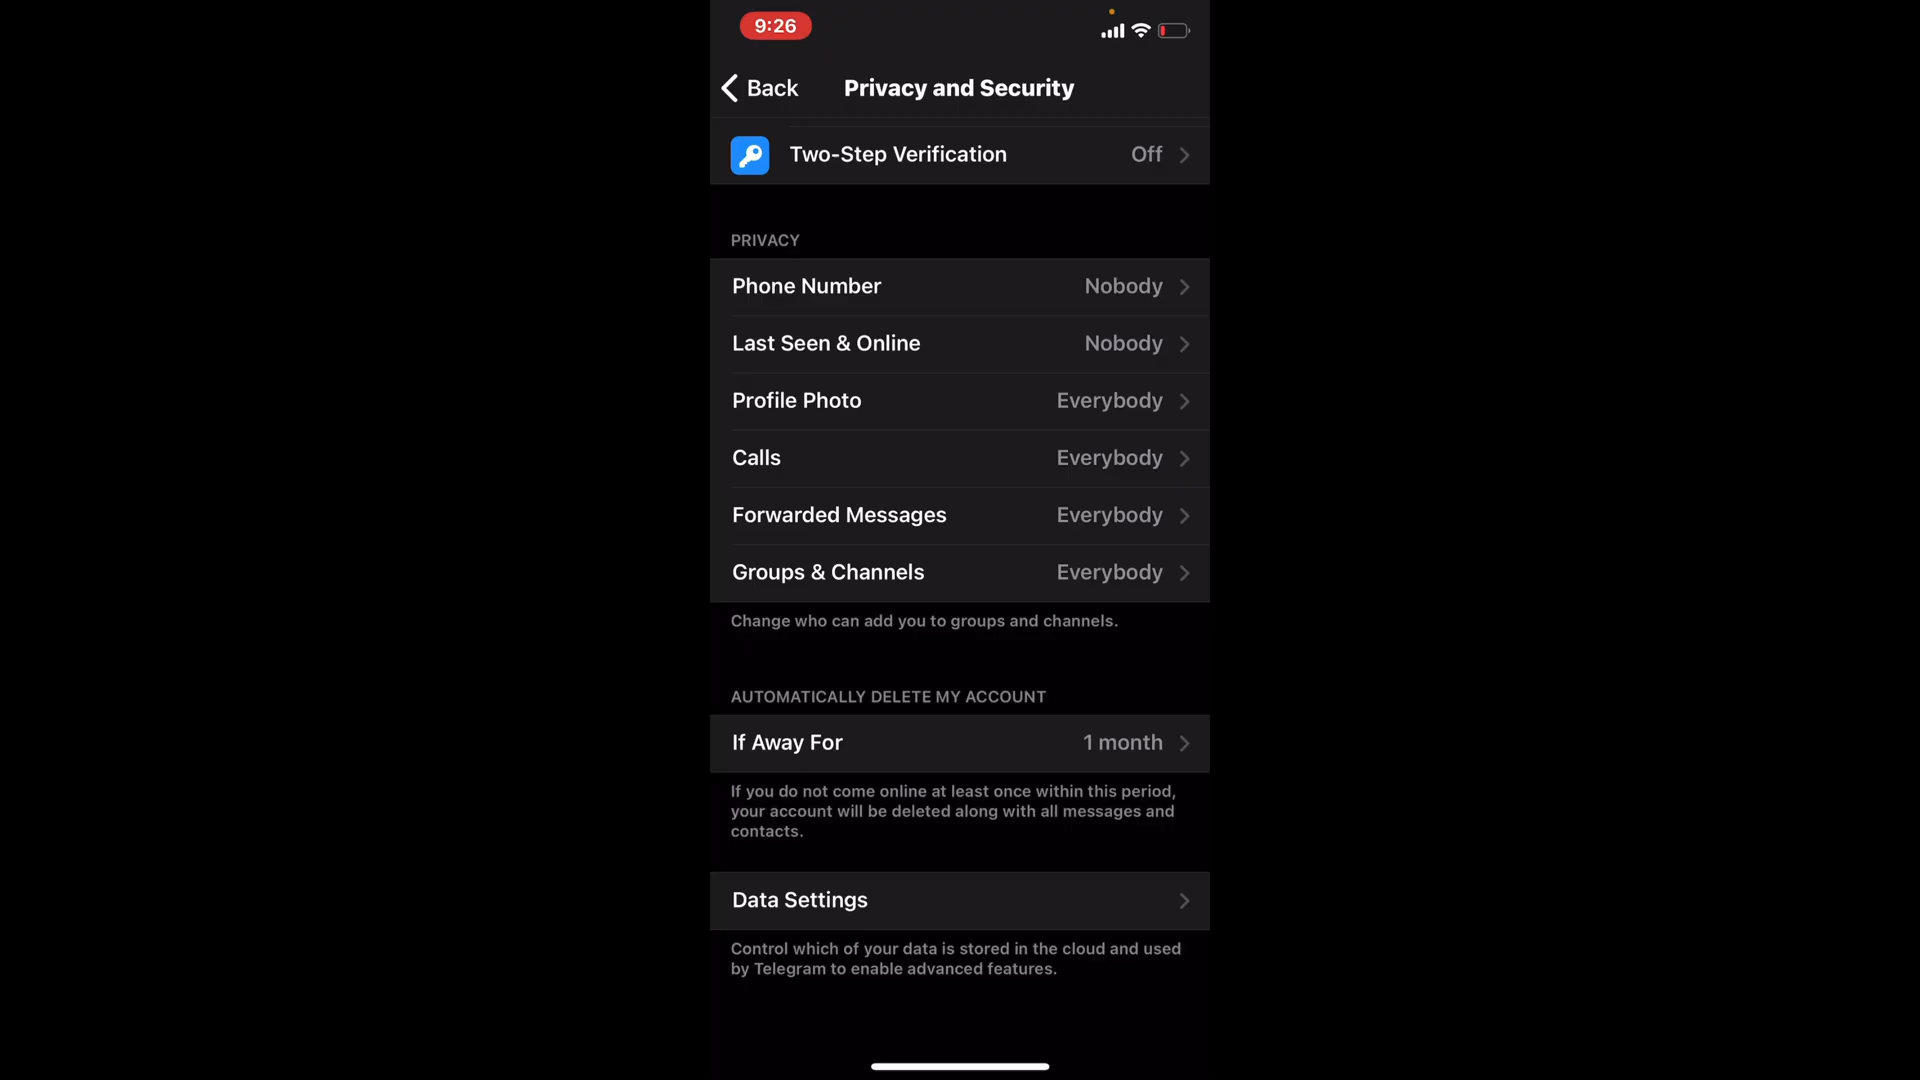 9:26
Back Privacy and Security
Two-Step Verification Off
PRIVACY
Phone Number Nobody
Last Seen & Online Nobody
Profile Photo Everybody
Calls Everybody
Forwarded Messages Everybody
Groups & Channels Everybody
Change who can add you to groups and channels.
AUTOMATICALLY DELETE MY ACCOUNT
If Away For 1 month
If you do not come online at least once within this period,
your account will be deleted along with all messages and
contacts.
Data Settings
Control which of your data is stored in the cloud and used
by Telegram to enable advanced features.